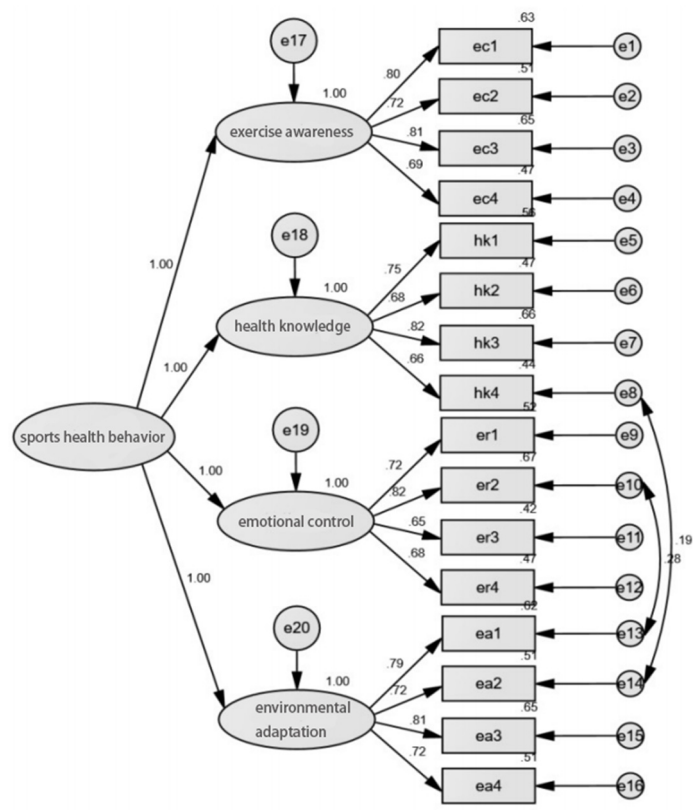 e17
.63
ec1
e1
.80
1.00
.51
.72
ec2
e2
exercise awareness
.65
.81
ec3
e3
.69
.47
ec4
e4
e18
.56
hk1
e5
1.00
.75
1.00
.47
.68
hk2
e6
health knowledge
.66
.82
hk3
e7
.66
.44
1.00
hk4
e8
sports health behavior
e19
.52
er1
e9
1.00
.72
1.00
.67
.82
er2
e10
emotional control
.42
.65
er3
e11
.19
.68
.47
.28
1.00
er4
e12
e20
.62
ea1
e13
.79
1.00
.51
.72
ea2
e14
environmental
adaptation
.65
.81
ea3
e15
.72
.51
ea4
e16